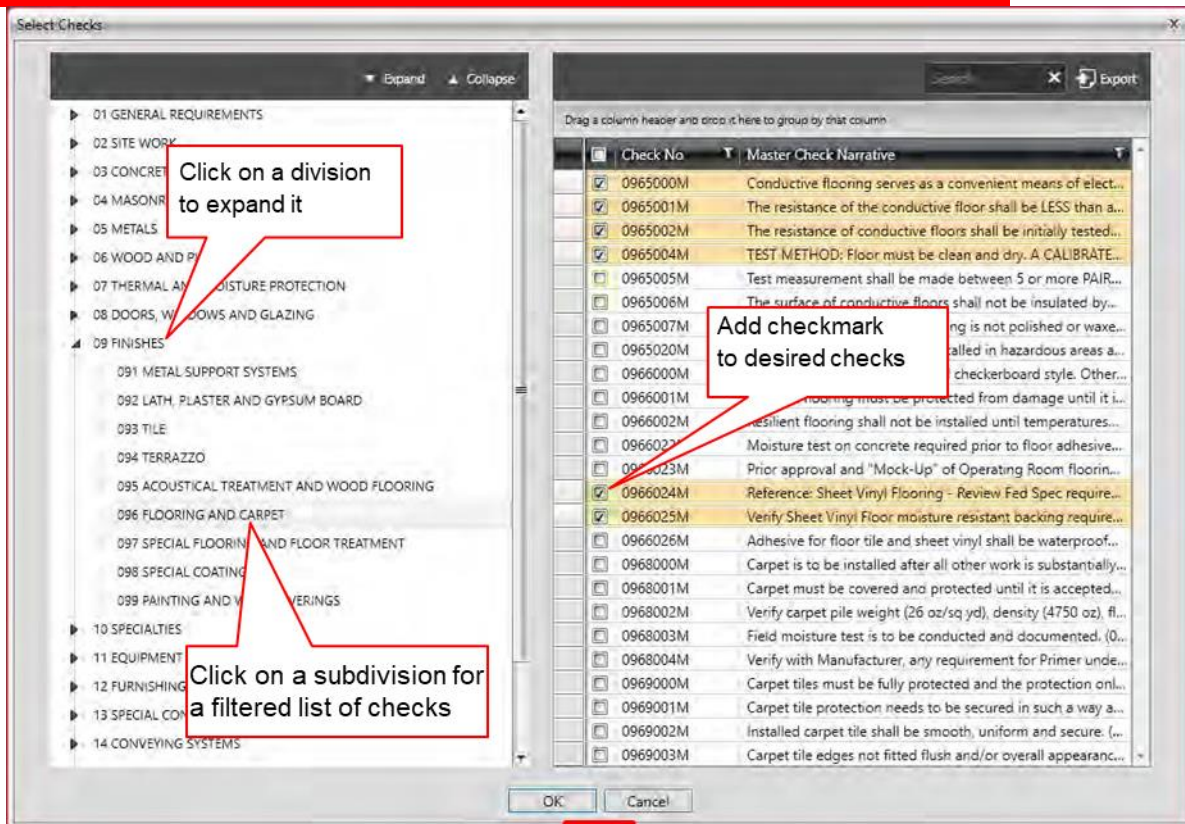 Select Checks
Expand Collapse
01 GENERAL REQUIREMENTS
02 SITE WORK
03 CONCRET
04 MASONR
05 METALS
06 WOOD AND P
07 THERMAL AN OISTURE PROTECTION
08 DOORS, W DOWS AND GLAZING
09 FINISHES
091 METAL SUPPORT SYSTEMS
092 LATH, PLASTER AND GYPSUM BOARD
093 TILE
094 TERRAZZO
095 ACOUSTICAL TREATMENT AND WOOD FLOORING
096 FLOORING AND CARPET
097 SPECIAL FLOORING AND FLOOR TREATMENT
098 SPECIAL COATING
099 PAINTING AND W VERINGS
10 SPECIALTIES
11 EQUIPMENT
12 FURNISHING
13 SPECIAL CON
14 CONVEYING SYSTEMS
Click on a division
to expand it
Click on a subdivision for
a filtered list of checks
Search X Export
Drag a column header and drop it here to group by that column
Check No. Master Check Narrative
0965000M Conductive flooring serves as a convenient means of elect...
0965001M The resistance of the conductive floor shall be LESS than a...
0965002M The resistance of conductive floors shall be initially tested...
0965004M TEST METHOD: Floor must be clean and dry. A CALIBRATE...
0965005M Test measurement shall be made between 5 or more PAIR...
0965006M The surface of conductive floors shall not be insulated by...
0965007M ng is not polished or waxe...
0965020M alled in hazardous areas a...
0966000M checkerboard style. Other...
0966001M flooring must be protected from damage until it i...
0966002M Resilient flooring shall not be installed until temperatures...
096602 Moisture test on concrete required prior to floor adhesive...
0966023M Prior approval and "Mock-Up" of Operating Room floorin...
0966024M Reference: Sheet Vinyl Flooring - Review Fed Spec require...
0966025M Verify Sheet Vinyl Floor moisture resistant backing require...
0966026M Adhesive for floor tile and sheet vinyl shall be waterproof...
0968000M Carpet is to be installed after all other work is substantially...
0968001M Carpet must be covered and protected until it is accepted...
0968002M Verify carpet pile weight (26 oz/sq yd), density (4750 oz), fl...
0968003M Field moisture test is to be conducted and documented. (0...
0968004M Verify with Manufacturer, any requirement for Primer unde...
0969000M Carpet tiles must be fully protected and the protection onl...
0969001M Carpet tile protection needs to be secured in such a way a...
0969002M Installed carpet tile shall be smooth, uniform and secure. (...
0969003M Carpet tile edges not fitted flush and/or overall appearanc...
Add checkmark
to desired checks
OK Cancel